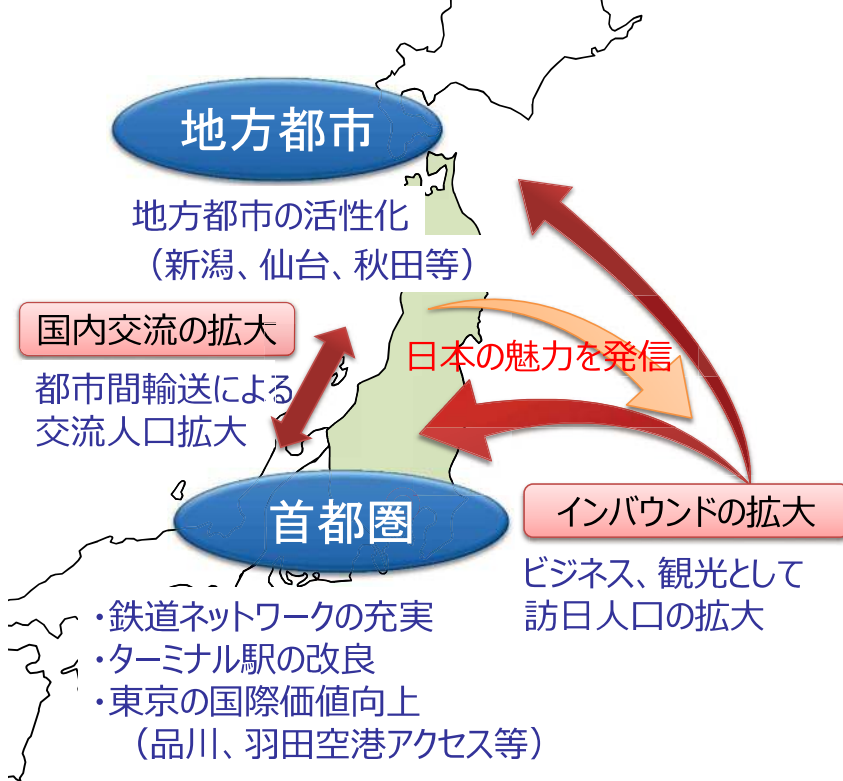 地方都市
地方都市の活性化
（新潟、仙台、秋田等）
国内交流の拡大
都市間輸送による
交流人口拡大
日本の魅力を発信
首都圏
インバウンドの拡大
ビジネス、観光として
訪日人口の拡大
・鉄道ネットワークの充実
・ターミナル駅の改良
・東京の国際価値向上
（品川、羽田空港アクセス等）